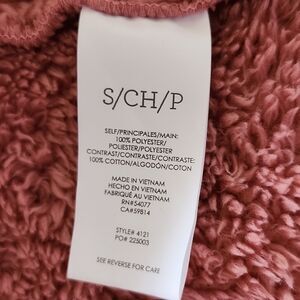 S/CH/P
SELF/PRINCIPALES/MAIN:
100% POLYESTER/
POLIESTER/POLYESTER
CONTRAST/CONTRASTE/CONTRASTE:
100% COTTON/ALGODÓN/COTON
MADE IN VIETNAM
HECHO EN VIETNAM
FABRIQUÉ AU VIETNAM
RN#54077
CA#59814
STYLE# 4121
PO# 225003
SEE REVERSE FOR CARE